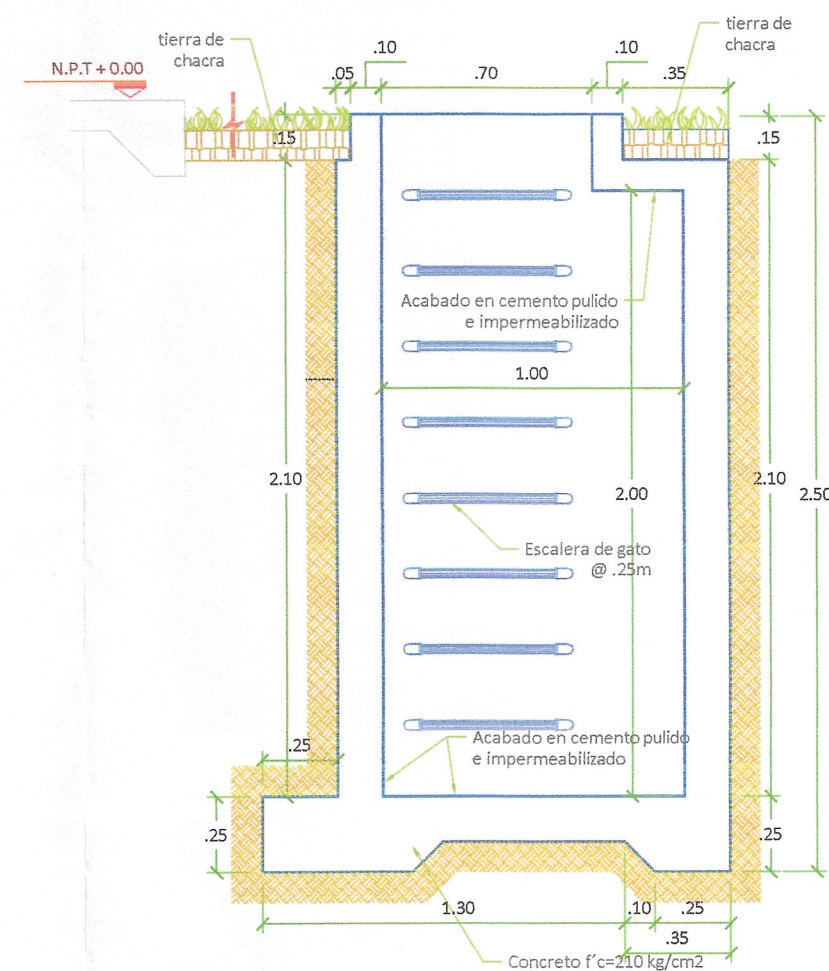 tierra de
chacra
tierra de
chacra
N.P.T + 0.00
.05
.10
.70
.10
.35
.15
.15
Acabado en cemento pulido
e impermeabilizado
1.00
2.10
2.00
2.10
2.50
Escalera de gato
@ .25m
.25
Acabado en cemento pulido
e impermeabilizado
.25
.25
1.30
.10
.25
.35
Concreto f´c=210 kg/cm2